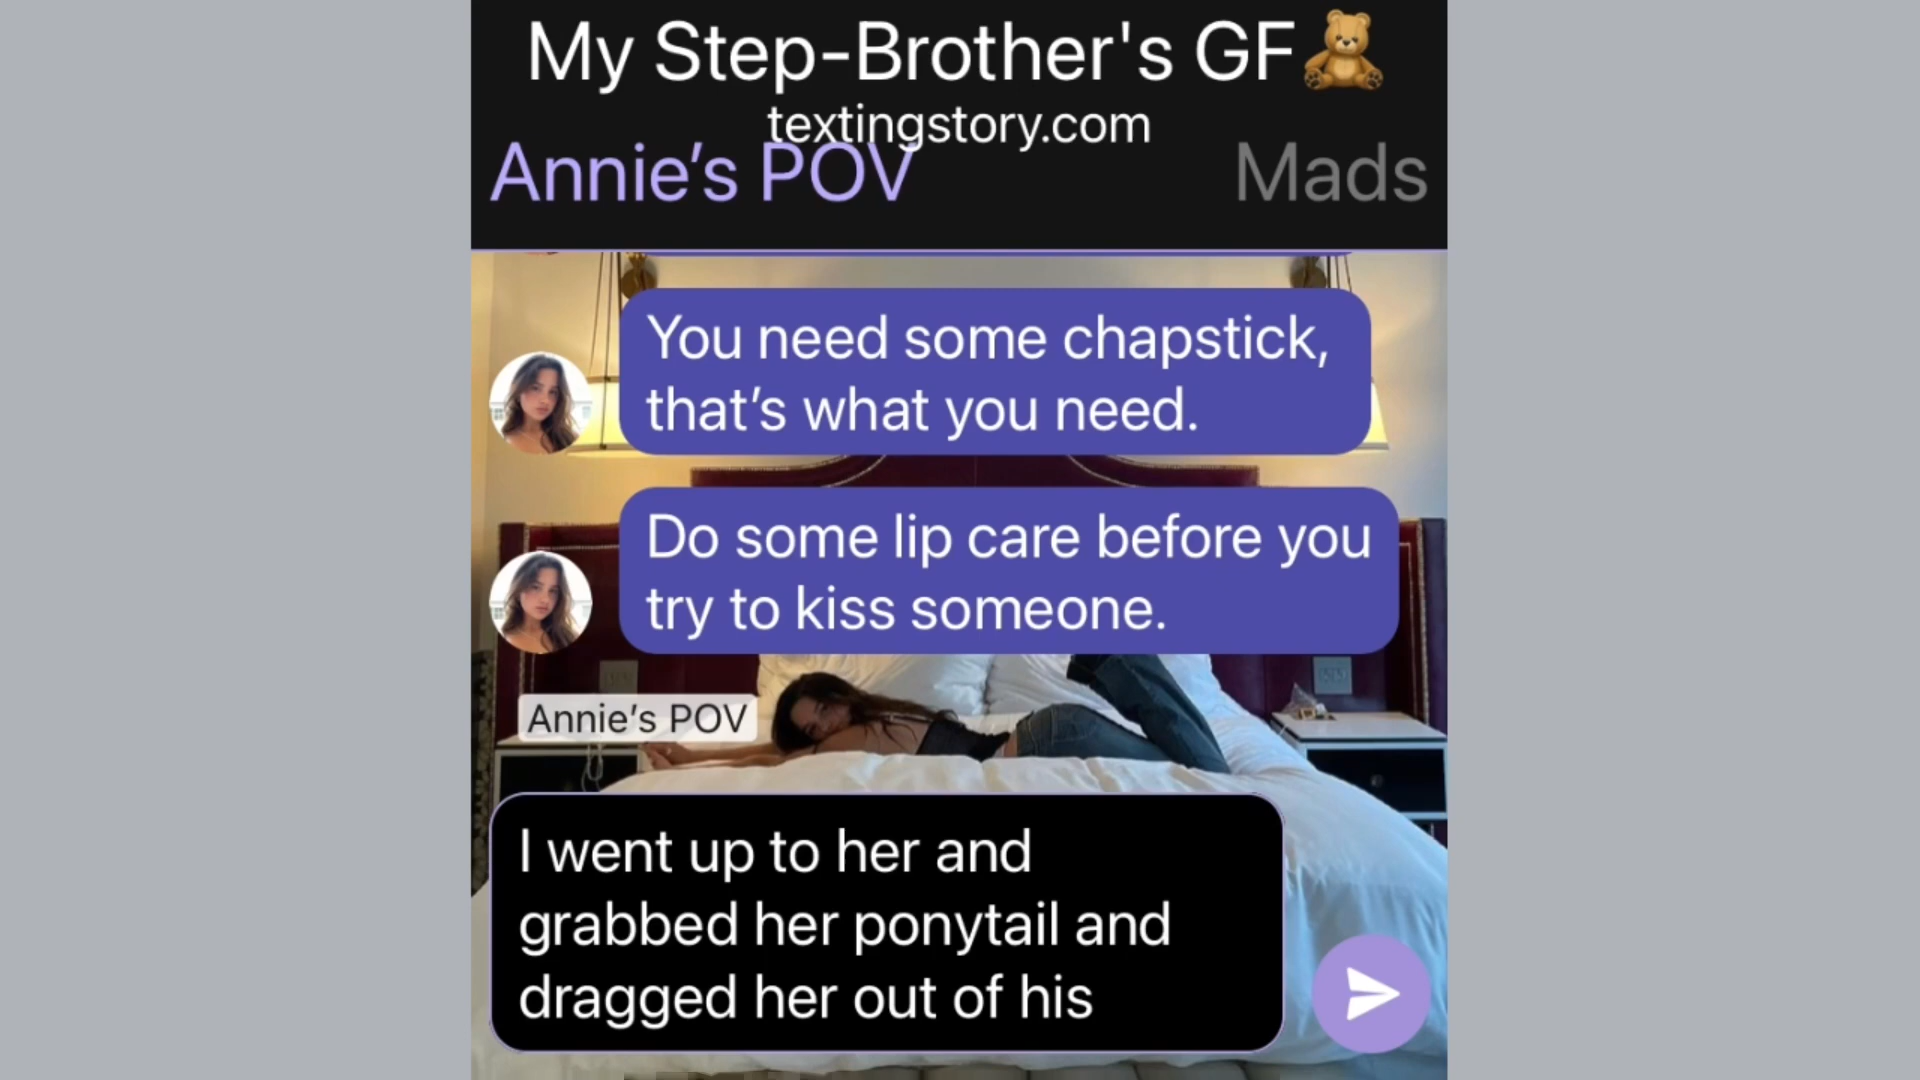 My Step-Brother's GF🧸
textingstory.com
Annie’s POV
Mads
You need some chapstick,
that’s what you need.
Do some lip care before you
try to kiss someone.
Annie’s POV
I went up to her and
grabbed her ponytail and
dragged her out of his